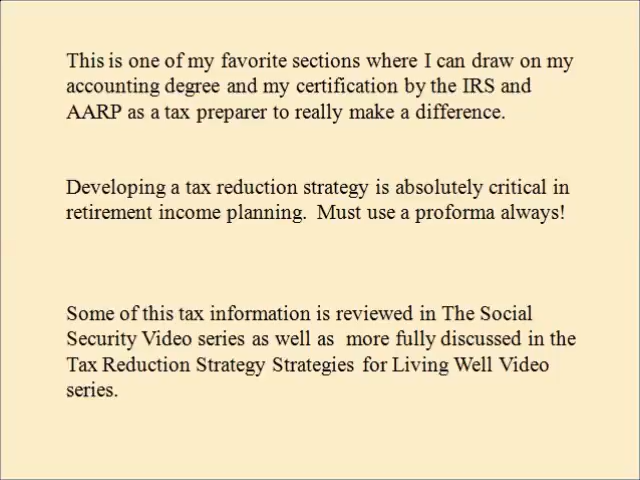 This is one of my favorite sections where I can draw on my
accounting degree and my certification by the IRS and
AARP as a tax preparer to really make a difference.
Developing a tax reduction strategy is absolutely critical in
retirement income planning.  Must use a proforma always!
Some of this tax information is reviewed in The Social
Security Video series as well as  more fully discussed in the
Tax Reduction Strategy Strategies for Living Well Video
series.